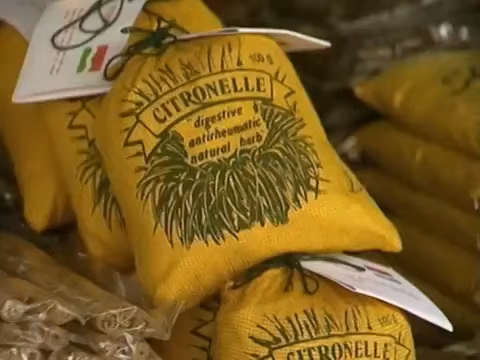 100 g
CITRONELLE
digestive
antirheumatic
natural herb
CITRONELLE